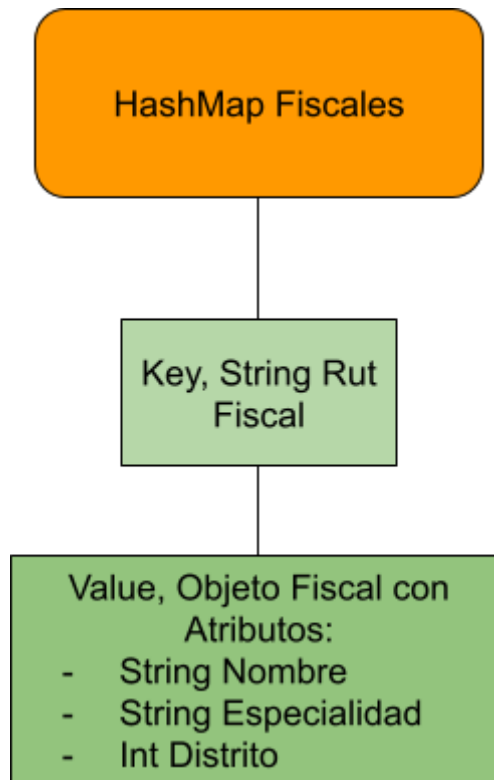 HashMap Fiscales
Key, String Rut
Fiscal
Value, Objeto Fiscal con
Atributos:
- String Nombre
- String Especialidad
- Int Distrito